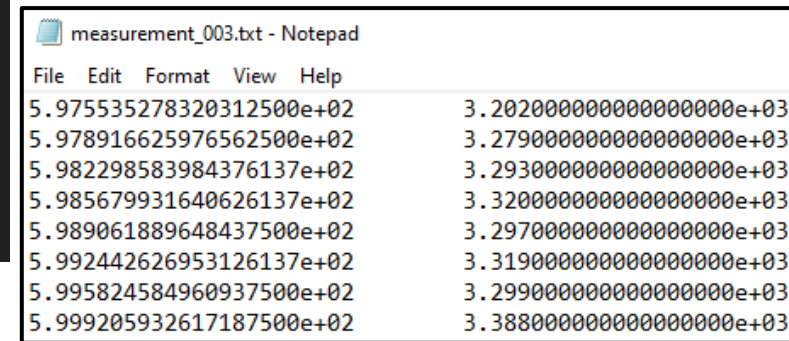 measurement_003.txt - Notepad
File Edit Format View Help
5.975535278320312500e+02 3.202000000000000000e+03
5.978916625976562500e+02 3.279000000000000000e+03
5.982298583984376137e+02 3.293000000000000000e+03
5.985679931640626137e+02 3.320000000000000000e+03
5.989061889648437500e+02 3.297000000000000000e+03
5.992442626953126137e+02 3.319000000000000000e+03
5.995824584960937500e+02 3.299000000000000000e+03
5.999205932617187500e+02 3.388000000000000000e+03